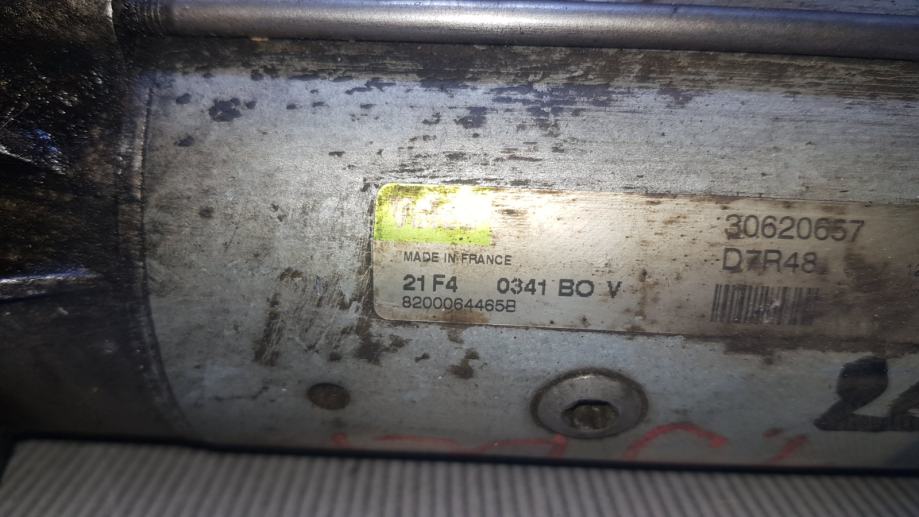 30620657
D7R48
MADE IN FRANCE
21 F4 0341 BO V
8200064465B